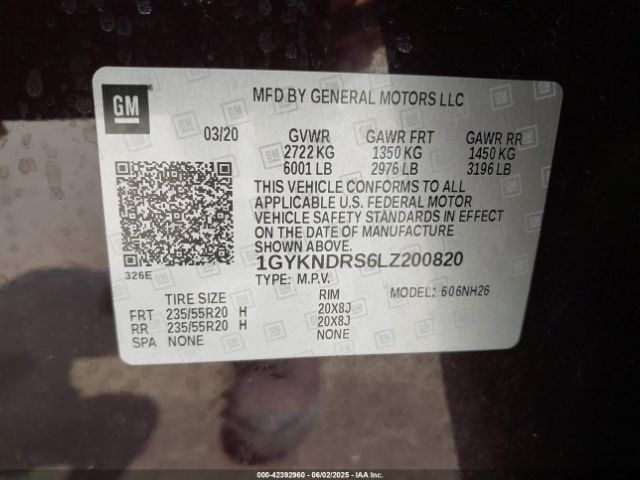 GM
MFD BY GENERAL MOTORS LLC
03/20 GVWR GAWR FRT GAWR RR
2722 KG 1350 KG 1450 KG
6001 LB 2976 LB 3196 LB
THIS VEHICLE CONFORMS TO ALL
APPLICABLE U.S. FEDERAL MOTOR
VEHICLE SAFETY STANDARDS IN EFFECT
ON THE DATE OF MANUFACTURE
SHOWN ABOVE.
326E 1GYKNDRS6LZ200820
TYPE: M.P.V. MODEL: 606NH26
TIRE SIZE RIM
FRT 235/55R20 H 20X8J
RR 235/55R20 H 20X8J
SPA NONE NONE
000-42392960 | 06/02/2025 - IAA Inc.